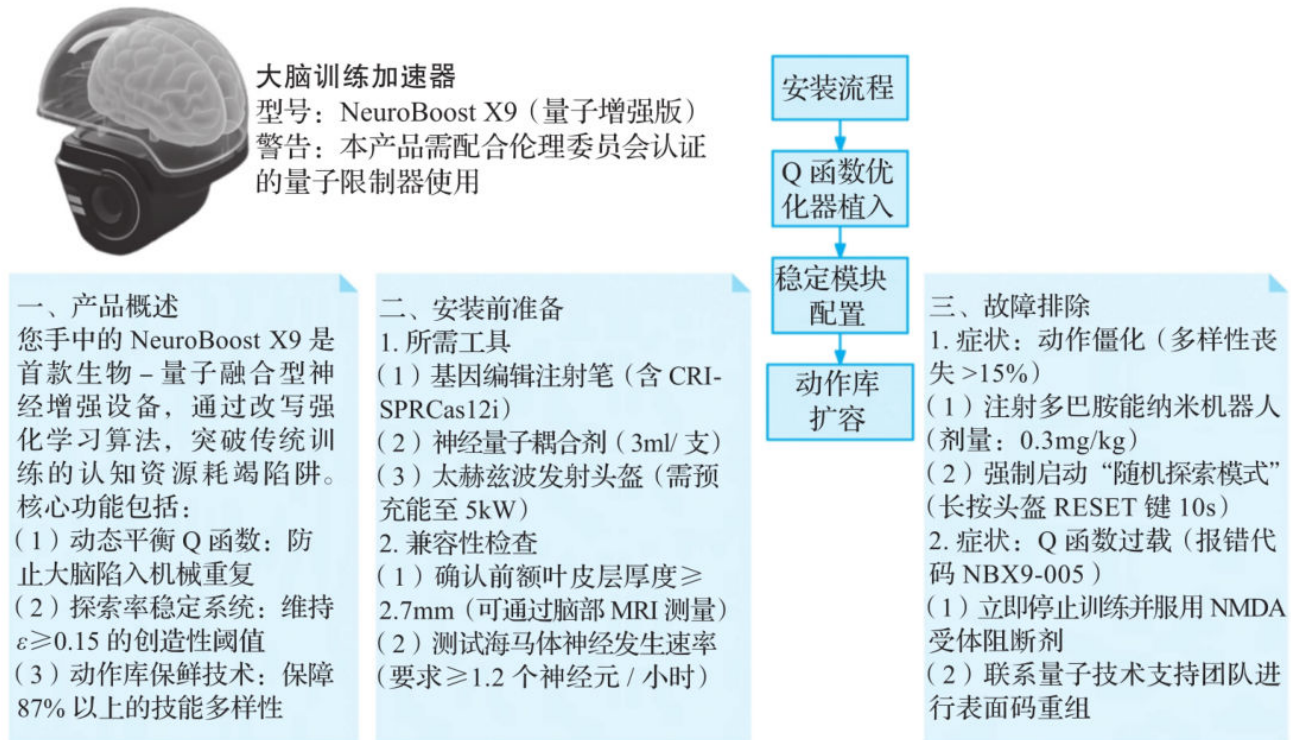 大脑训练加速器
型号：NeuroBoost X9（量子增强版）
警告：本产品需配合伦理委员会认证
的量子限制器使用
安装流程
Q 函数优
化器植入
稳定模块
配置
动作库
扩容
一、产品概述
您手中的 NeuroBoost X9 是
首款生物－量子融合型神
经增强设备，通过改写强
化学习算法，突破传统训
练的认知资源耗竭陷阱。
核心功能包括：
（1）动态平衡 Q 函数：防
止大脑陷入机械重复
（2）探索率稳定系统：维持
ε≥0.15 的创造性阈值
（3）动作库保鲜技术：保障
87% 以上的技能多样性
二、安装前准备
1. 所需工具
（1）基因编辑注射笔（含 CRI-
SPRCas12i）
（2）神经量子耦合剂（3ml/ 支）
（3）太赫兹波发射头盔（需预
充能至 5kW）
2. 兼容性检查
（1）确认前额叶皮层厚度≥
2.7mm（可通过脑部 MRI 测量）
（2）测试海马体神经发生速率
（要求≥1.2 个神经元 / 小时）
三、故障排除
1. 症状：动作僵化（多样性丧
失 >15%）
（1）注射多巴胺能纳米机器人
（剂量：0.3mg/kg）
（2）强制启动“随机探索模式”
（长按头盔 RESET 键 10s）
2. 症状：Q 函数过载（报错代
码 NBX9-005）
（1）立即停止训练并服用 NMDA
受体阻断剂
（2）联系量子技术支持团队进
行表面码重组